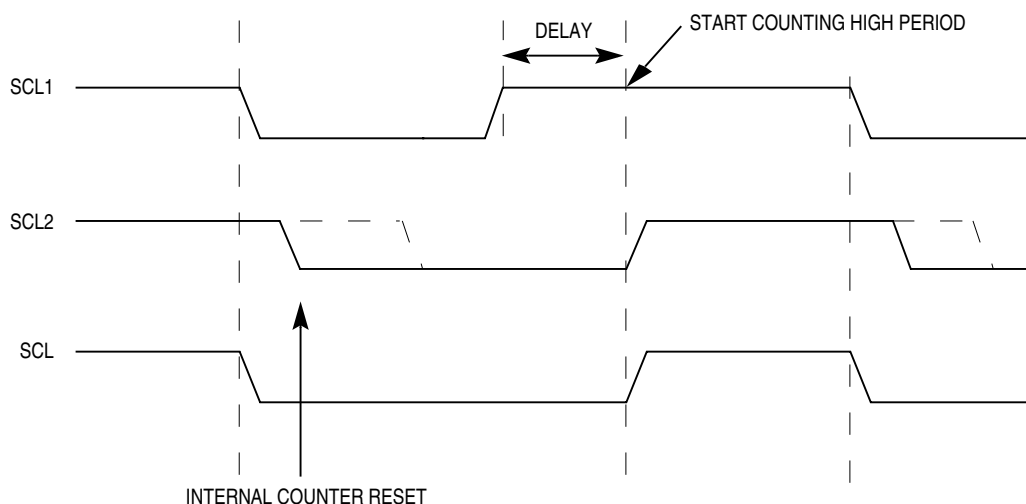 DELAY
START COUNTING HIGH PERIOD
SCL1
SCL2
SCL
INTERNAL COUNTER RESET